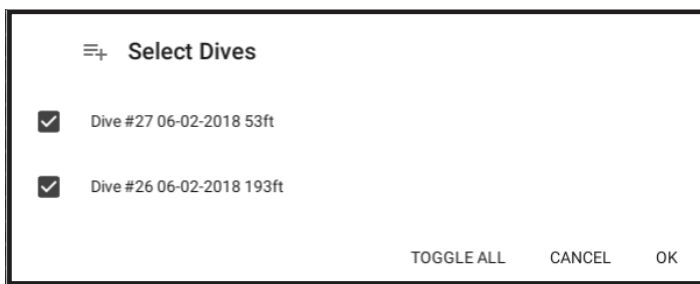 Select Dives
Dive #27 06-02-2018 53ft
Dive #26 06-02-2018 193ft
TOGGLE ALL CANCEL OK